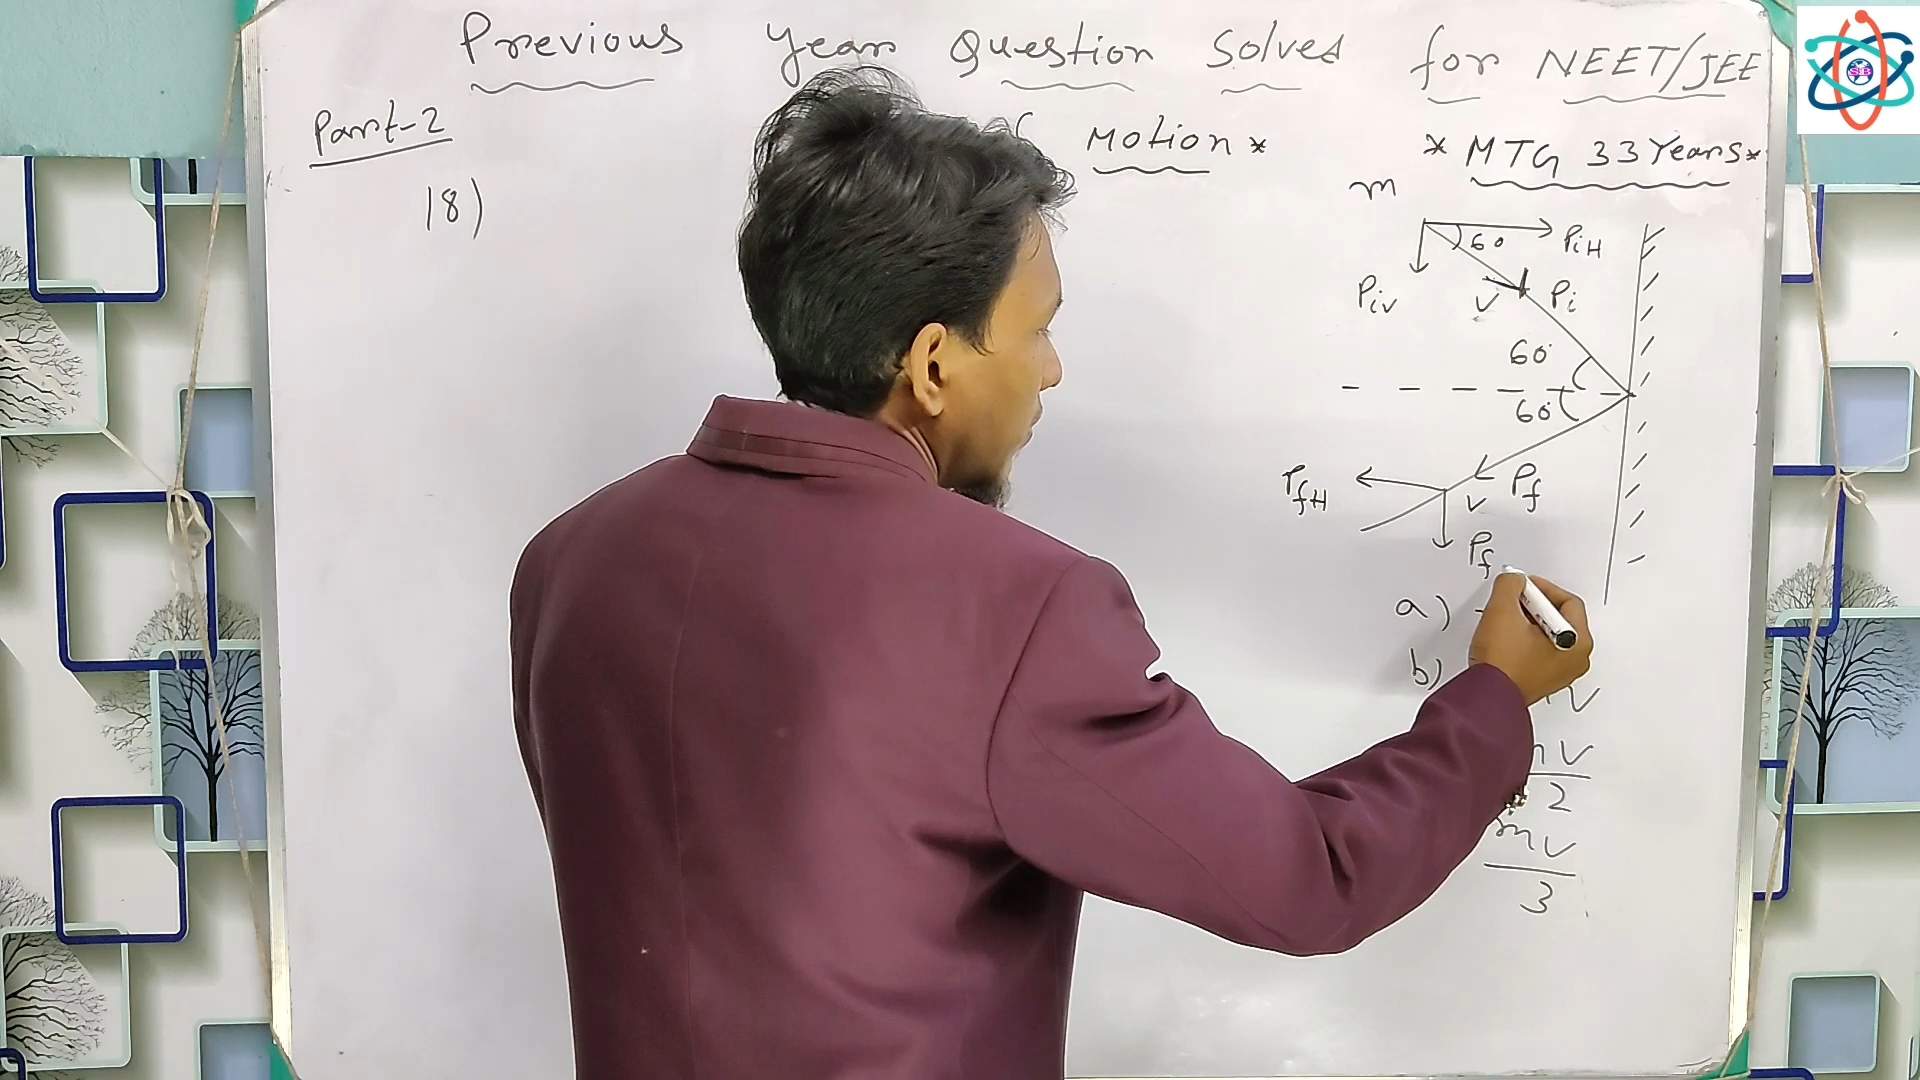 Previous Year Question Solved for NEET/JEE
Part-2
Motion *
* MTG 33 Years *
18)
m
60
PiH
Piv
v
Pi
60°
60°
PfH
v
Pf
Pf
a)
b)
mv
2
mv
3
SB